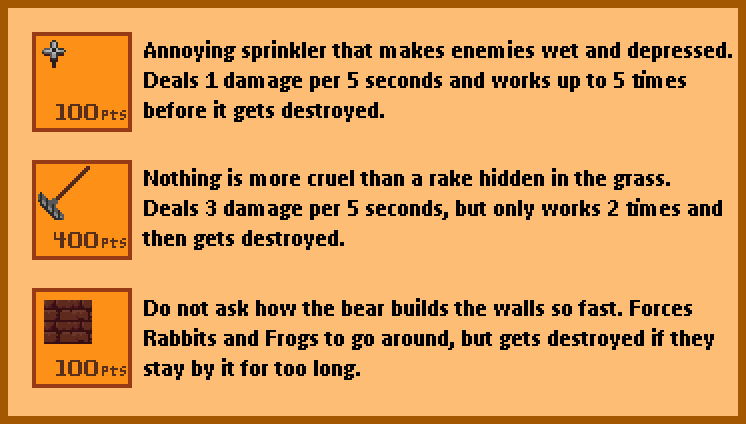 Annoying sprinkler that makes enemies wet and depressed.
Deals 1 damage per 5 seconds and works up to 5 times
before it gets destroyed.
100Pts
Nothing is more cruel than a rake hidden in the grass.
Deals 3 damage per 5 seconds, but only works 2 times and
then gets destroyed.
400Pts
Do not ask how the bear builds the walls so fast. Forces
Rabbits and Frogs to go around, but gets destroyed if they
stay by it for too long.
100Pts